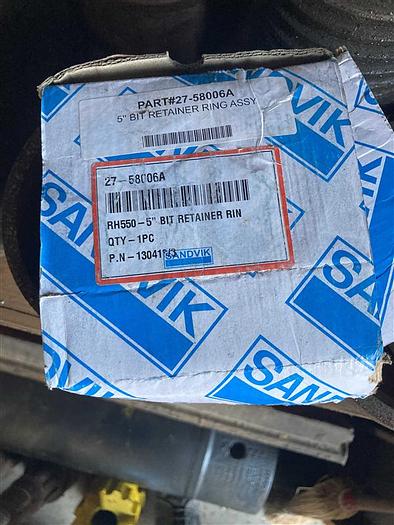 PART#27-58006A
5" BIT RETAINER RING ASSY
27-58006A
RH550-5" BIT RETAINER RIN
QTY-1PC
SANDVIK
SANDVIK
SANDVIK
SANDVIK